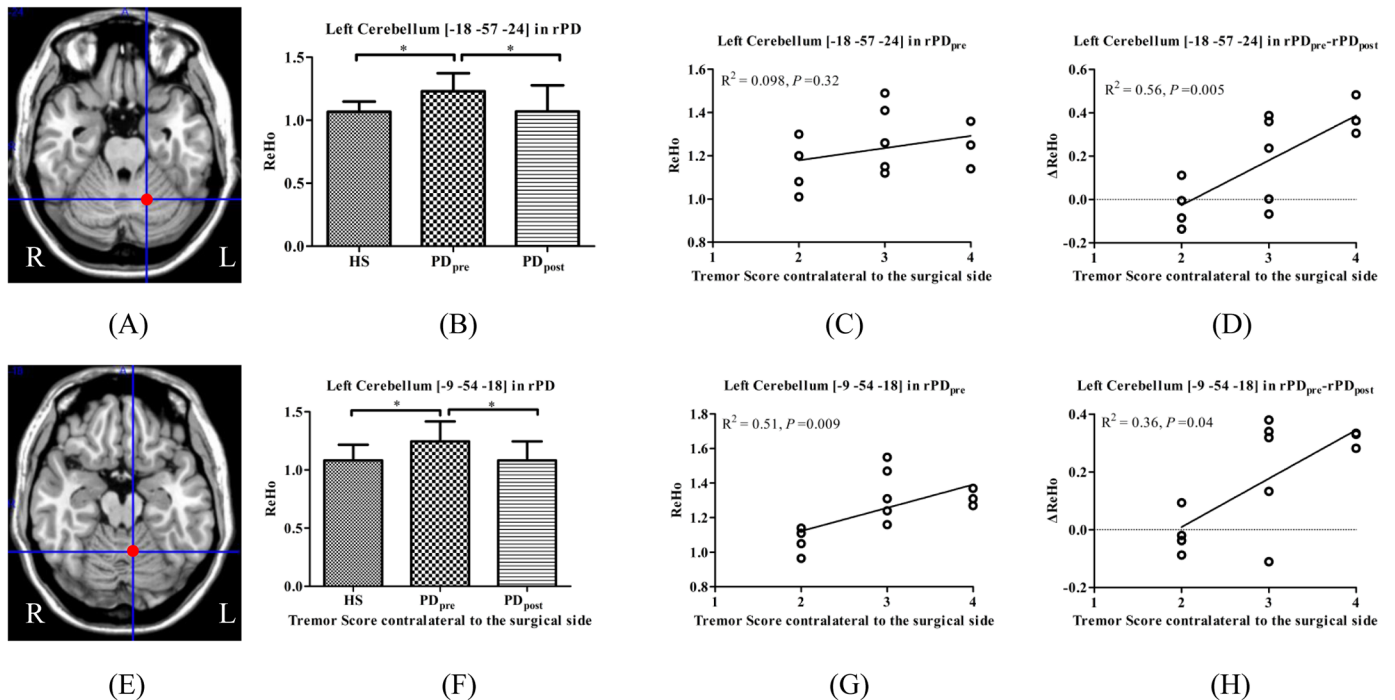 Left Cerebellum [-18 -57 -24] in rPD
* *
1.5
1.0
0.5
0.0
ReHo
HS PDpre PDpost
Left Cerebellum [-18 -57 -24] in rPDpre
R² = 0.098, P =0.32
1.6
1.4
1.2
1.0
0.8
ReHo
1 2 3 4
Tremor Score contralateral to the surgical side
Left Cerebellum [-18 -57 -24] in rPDpre-rPDpost
R² = 0.56, P =0.005
0.6
0.4
0.2
0.0
-0.2
ΔReHo
1 2 3 4
Tremor Score contralateral to the surgical side
R L
(A) (B) (C) (D)
A
Left Cerebellum [-9 -54 -18] in rPD
* *
1.5
1.0
0.5
0.0
ReHo
HS PDpre PDpost
Tremor Score contralateral to the surgical side
Left Cerebellum [-9 -54 -18] in rPDpre
R² = 0.51, P =0.009
1.8
1.6
1.4
1.2
1.0
0.8
ReHo
1 2 3 4
Tremor Score contralateral to the surgical side
Left Cerebellum [-9 -54 -18] in rPDpre-rPDpost
R² = 0.36, P =0.04
0.4
0.2
0.0
-0.2
ΔReHo
1 2 3 4
Tremor Score contralateral to the surgical side
R L
(E) (F) (G) (H)